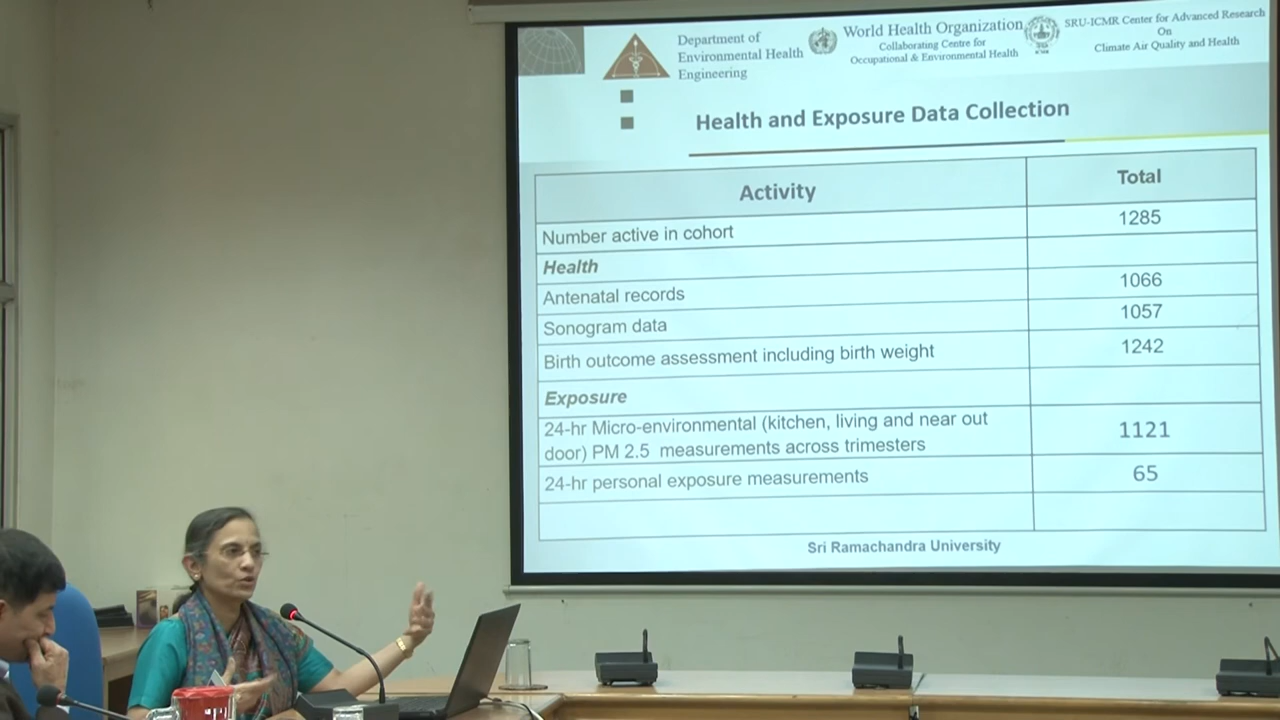 Department of
Environmental Health
Engineering
World Health Organization
Collaborating Centre for
Occupational & Environmental Health
SRU-ICMR Center for Advanced Research
On
Climate Air Quality and Health
Health and Exposure Data Collection
Activity Total
Number active in cohort 1285
Health
Antenatal records 1066
Sonogram data 1057
Birth outcome assessment including birth weight 1242
Exposure
24-hr Micro-environmental (kitchen, living and near out
door) PM 2.5 measurements across trimesters 1121
24-hr personal exposure measurements 65
Sri Ramachandra University